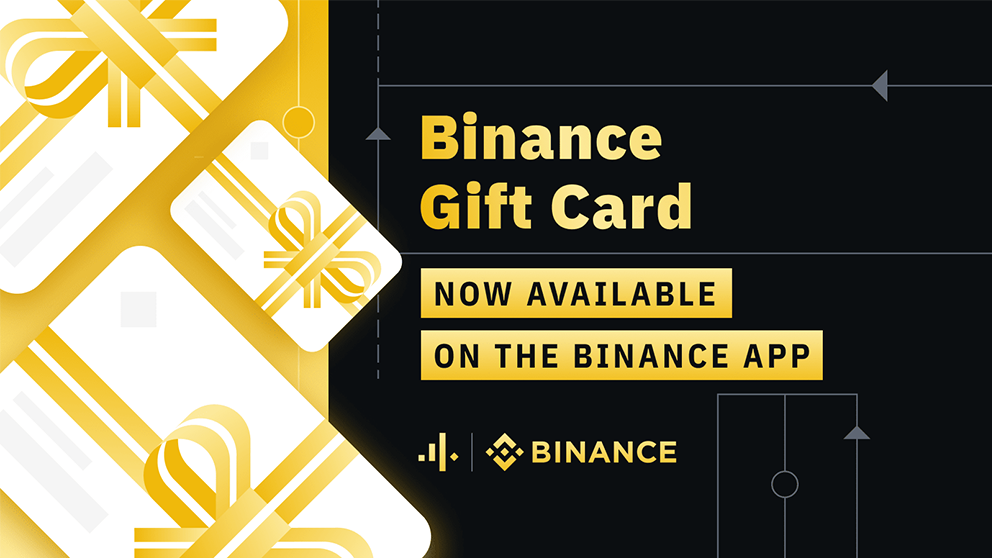 Binance
Gift Card
NOW AVAILABLE
ON THE BINANCE APP
BINANCE